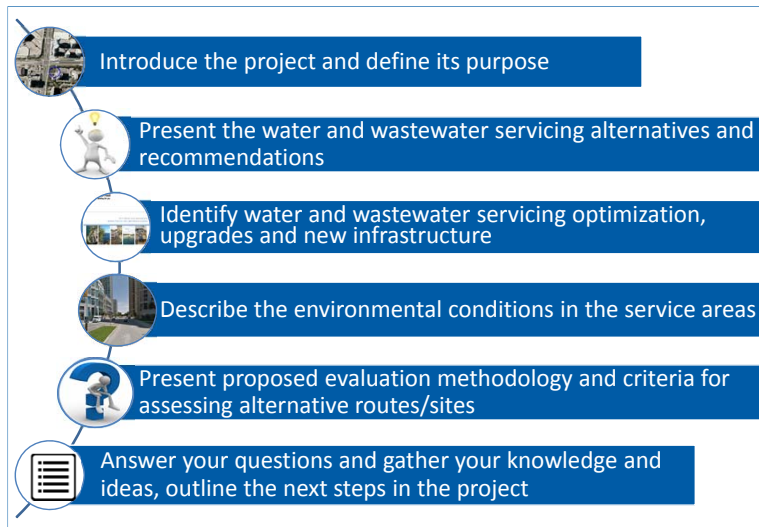 Introduce the project and define its purpose
Present the water and wastewater servicing alternatives and
recommendations
Identify water and wastewater servicing optimization,
upgrades and new infrastructure
Describe the environmental conditions in the service areas
Present proposed evaluation methodology and criteria for
assessing alternative routes/sites
Answer your questions and gather your knowledge and
ideas, outline the next steps in the project